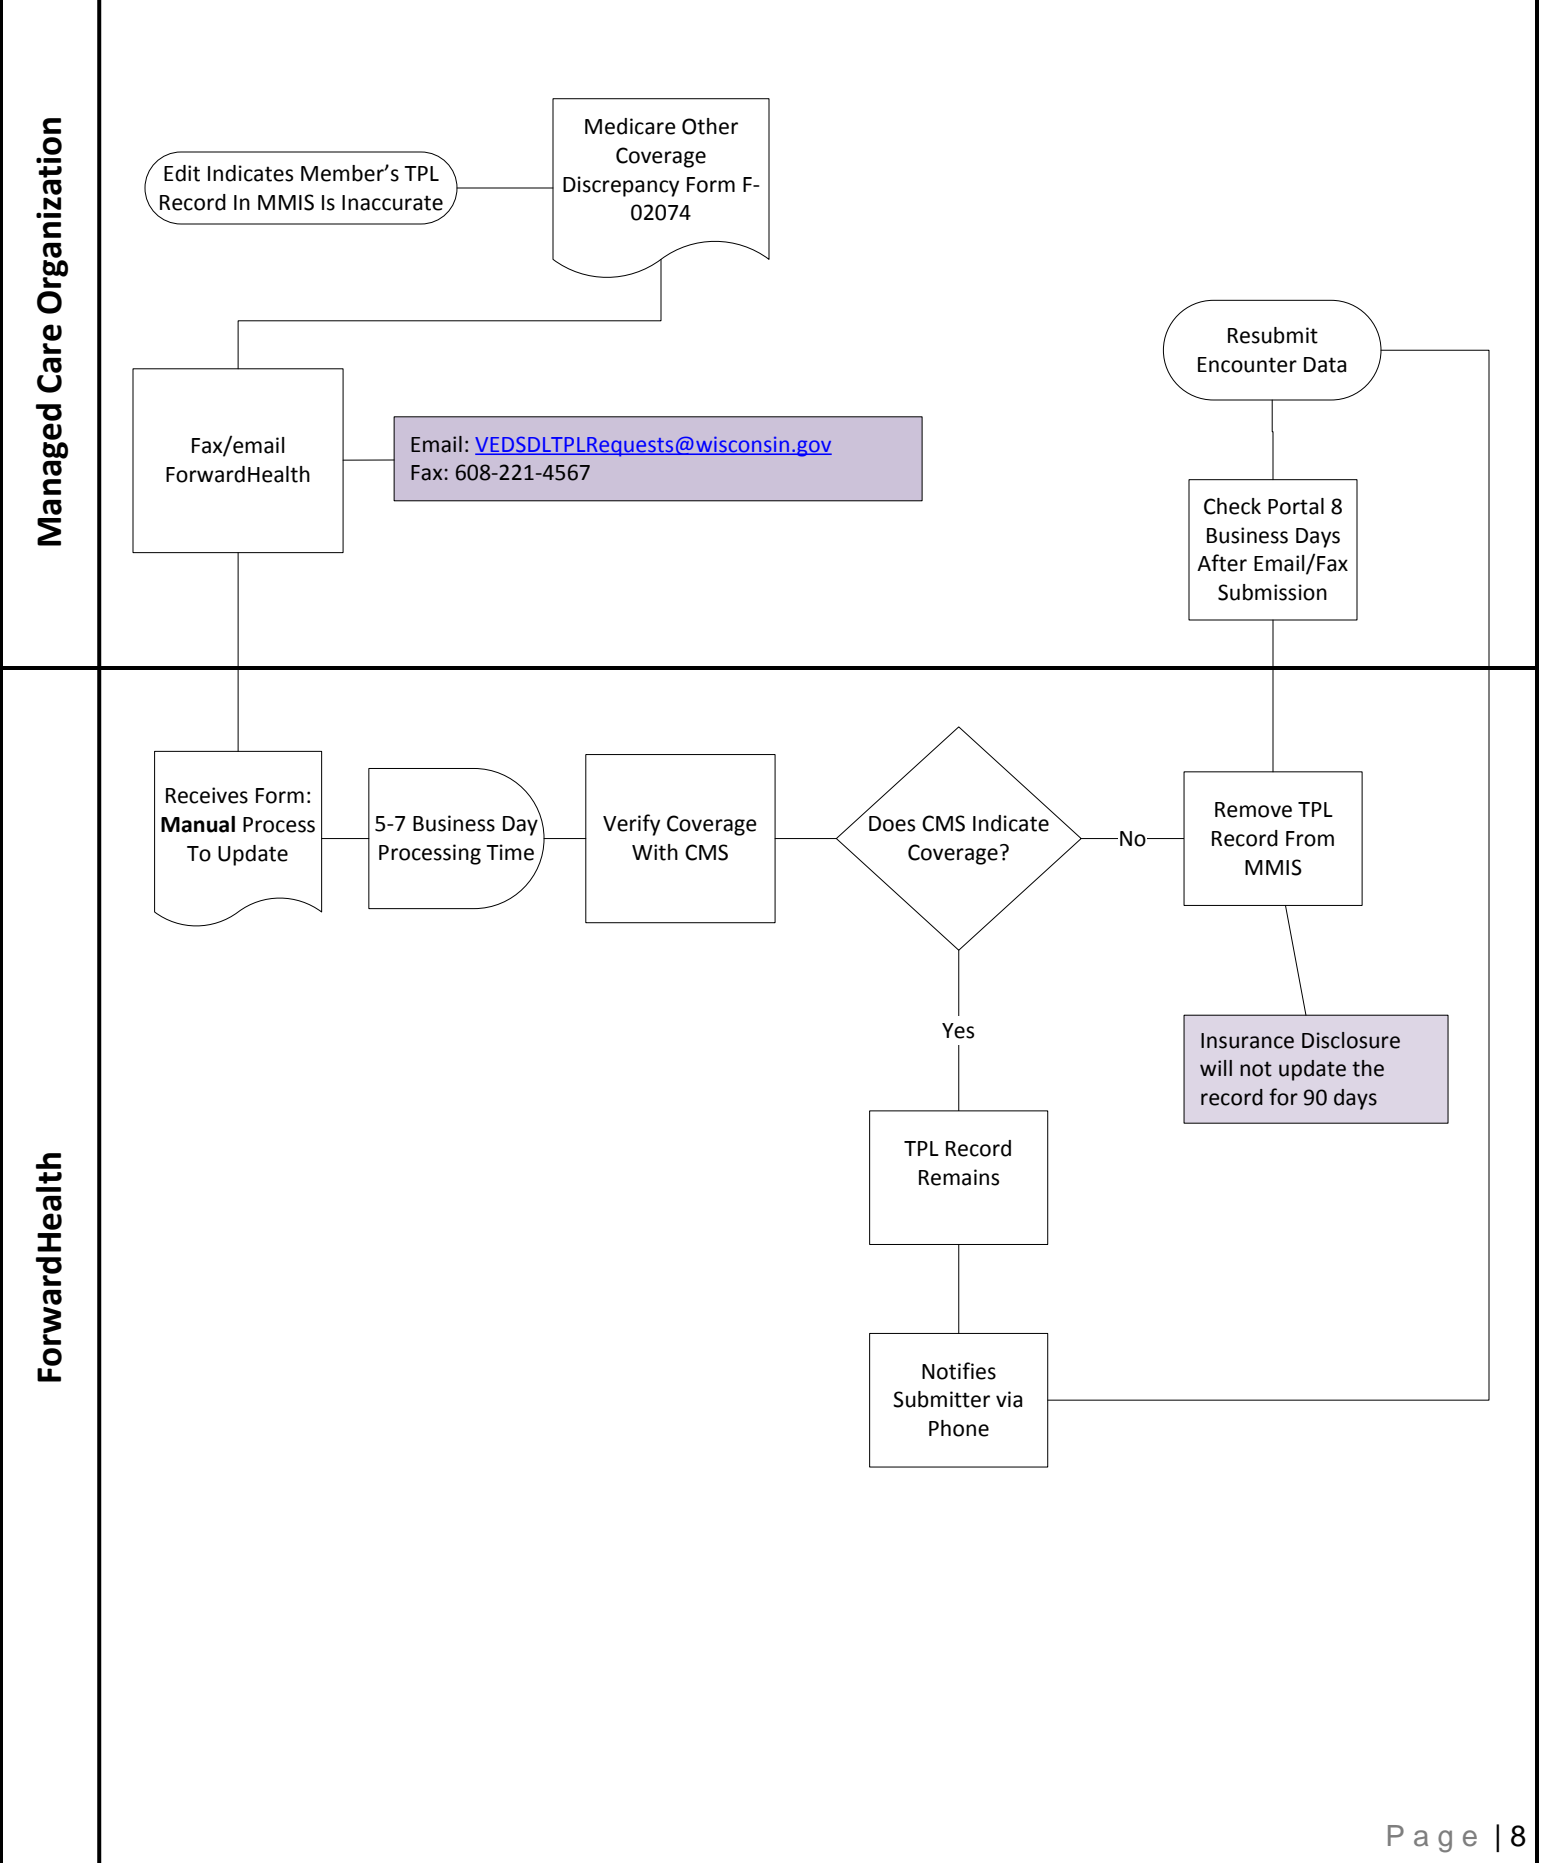 Managed Care Organization
Edit Indicates Member's TPL
Record In MMIS Is Inaccurate
Medicare Other
Coverage
Discrepancy Form F-
02074
Fax/email
ForwardHealth
Email: VEDSDLTPLRequests@wisconsin.gov
Fax: 608-221-4567
Resubmit
Encounter Data
Check Portal 8
Business Days
After Email/Fax
Submission
ForwardHealth
Receives Form:
Manual Process
To Update
5-7 Business Day
Processing Time
Verify Coverage
With CMS
Does CMS Indicate
Coverage?
No
Remove TPL
Record From
MMIS
Yes
Insurance Disclosure
will not update the
record for 90 days
TPL Record
Remains
Notifies
Submitter via
Phone
Page | 8